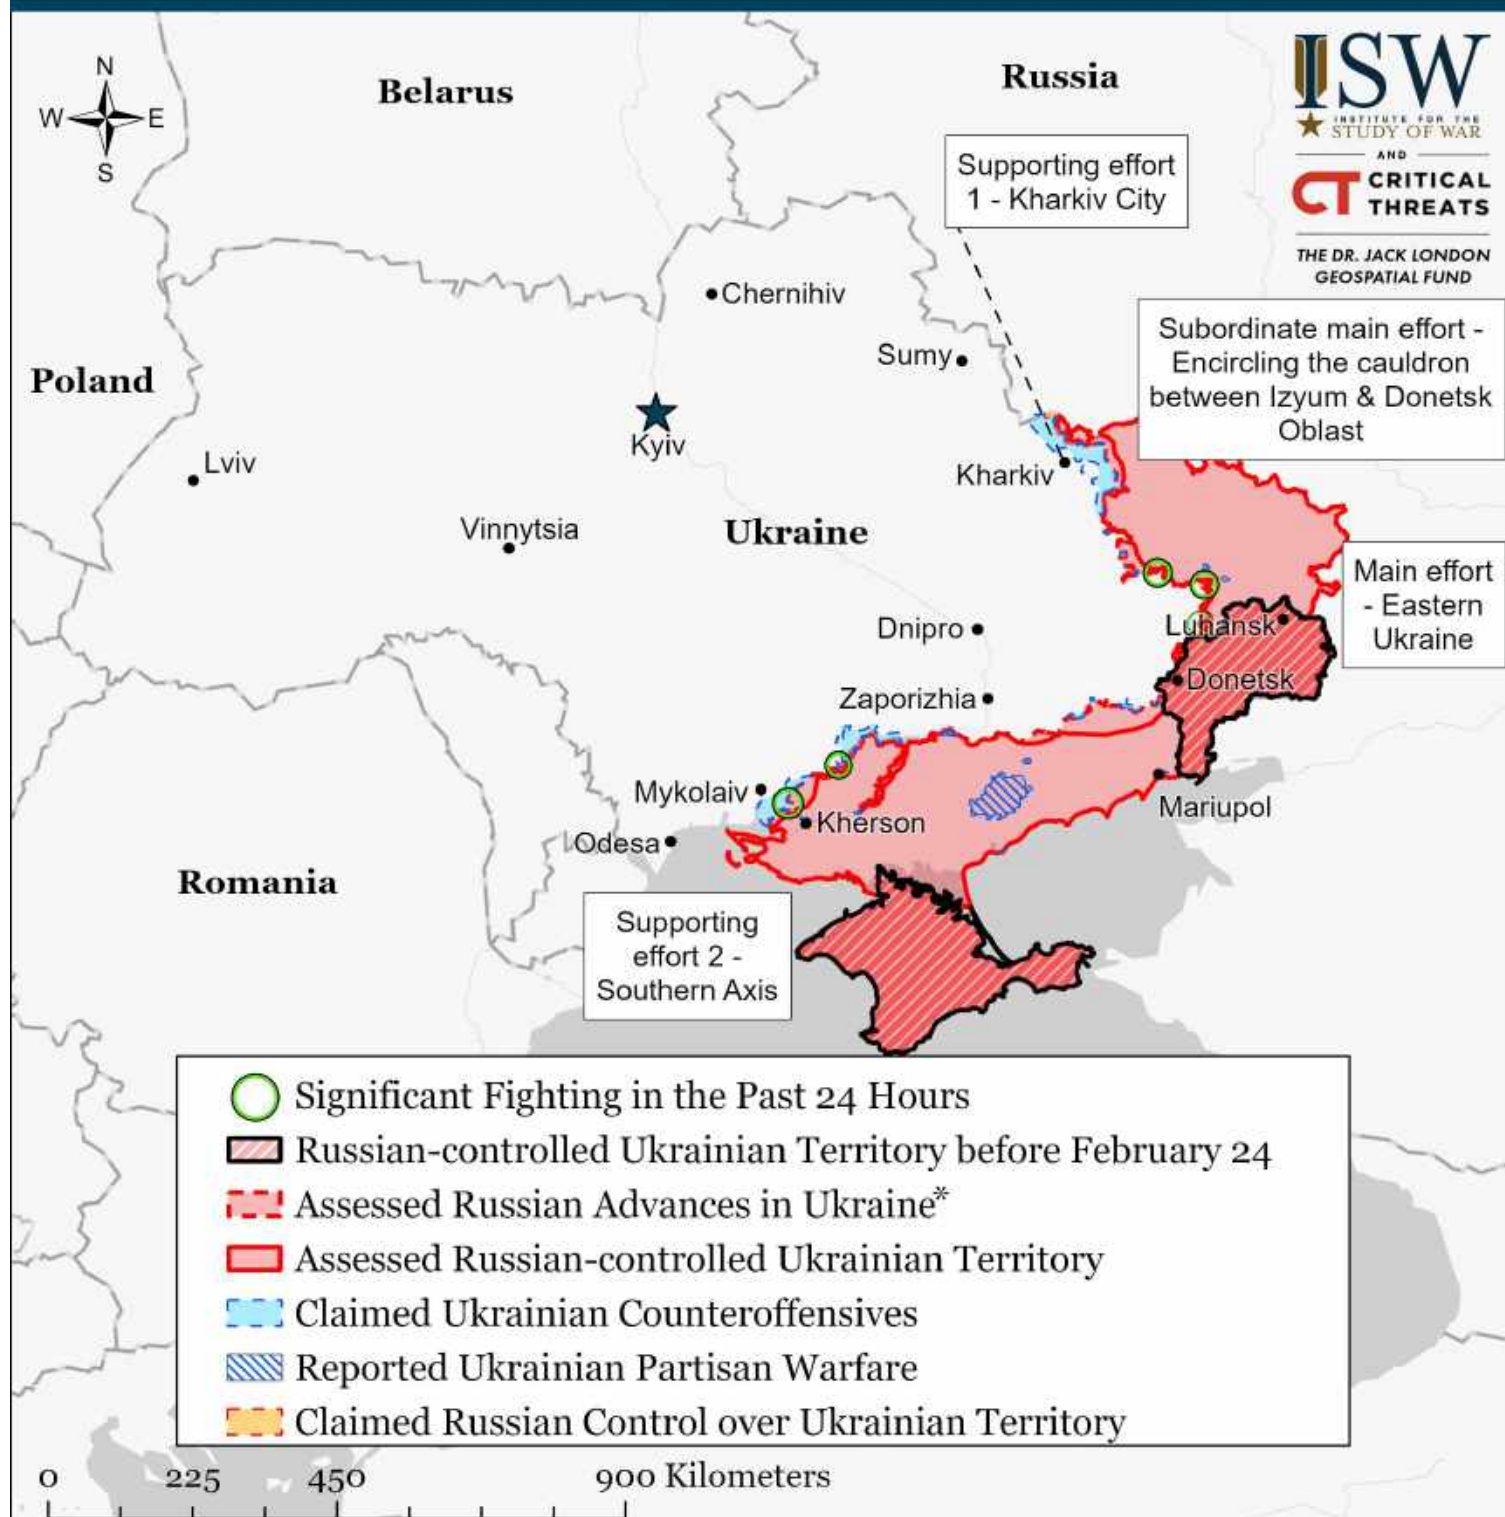 N
W
E
S
Belarus
Russia
ISW
INSTITUTE FOR THE
STUDY OF WAR
AND
CT CRITICAL
THREATS
THE DR. JACK LONDON
GEOSPATIAL FUND
Supporting effort
1 - Kharkiv City
Chernihiv
Subordinate main effort -
Encircling the cauldron
between Izyum & Donetsk
Oblast
Sumy
Poland
Kyiv
Lviv
Kharkiv
Vinnytsia
Ukraine
Main effort
- Eastern
Ukraine
Dnipro
Luhansk
Donetsk
Zaporizhia
Mykolaiv
Mariupol
Kherson
Odesa
Romania
Supporting
effort 2 -
Southern Axis
Significant Fighting in the Past 24 Hours
Russian-controlled Ukrainian Territory before February 24
Assessed Russian Advances in Ukraine*
Assessed Russian-controlled Ukrainian Territory
Claimed Ukrainian Counteroffensives
Reported Ukrainian Partisan Warfare
Claimed Russian Control over Ukrainian Territory
0 225 450 900 Kilometers